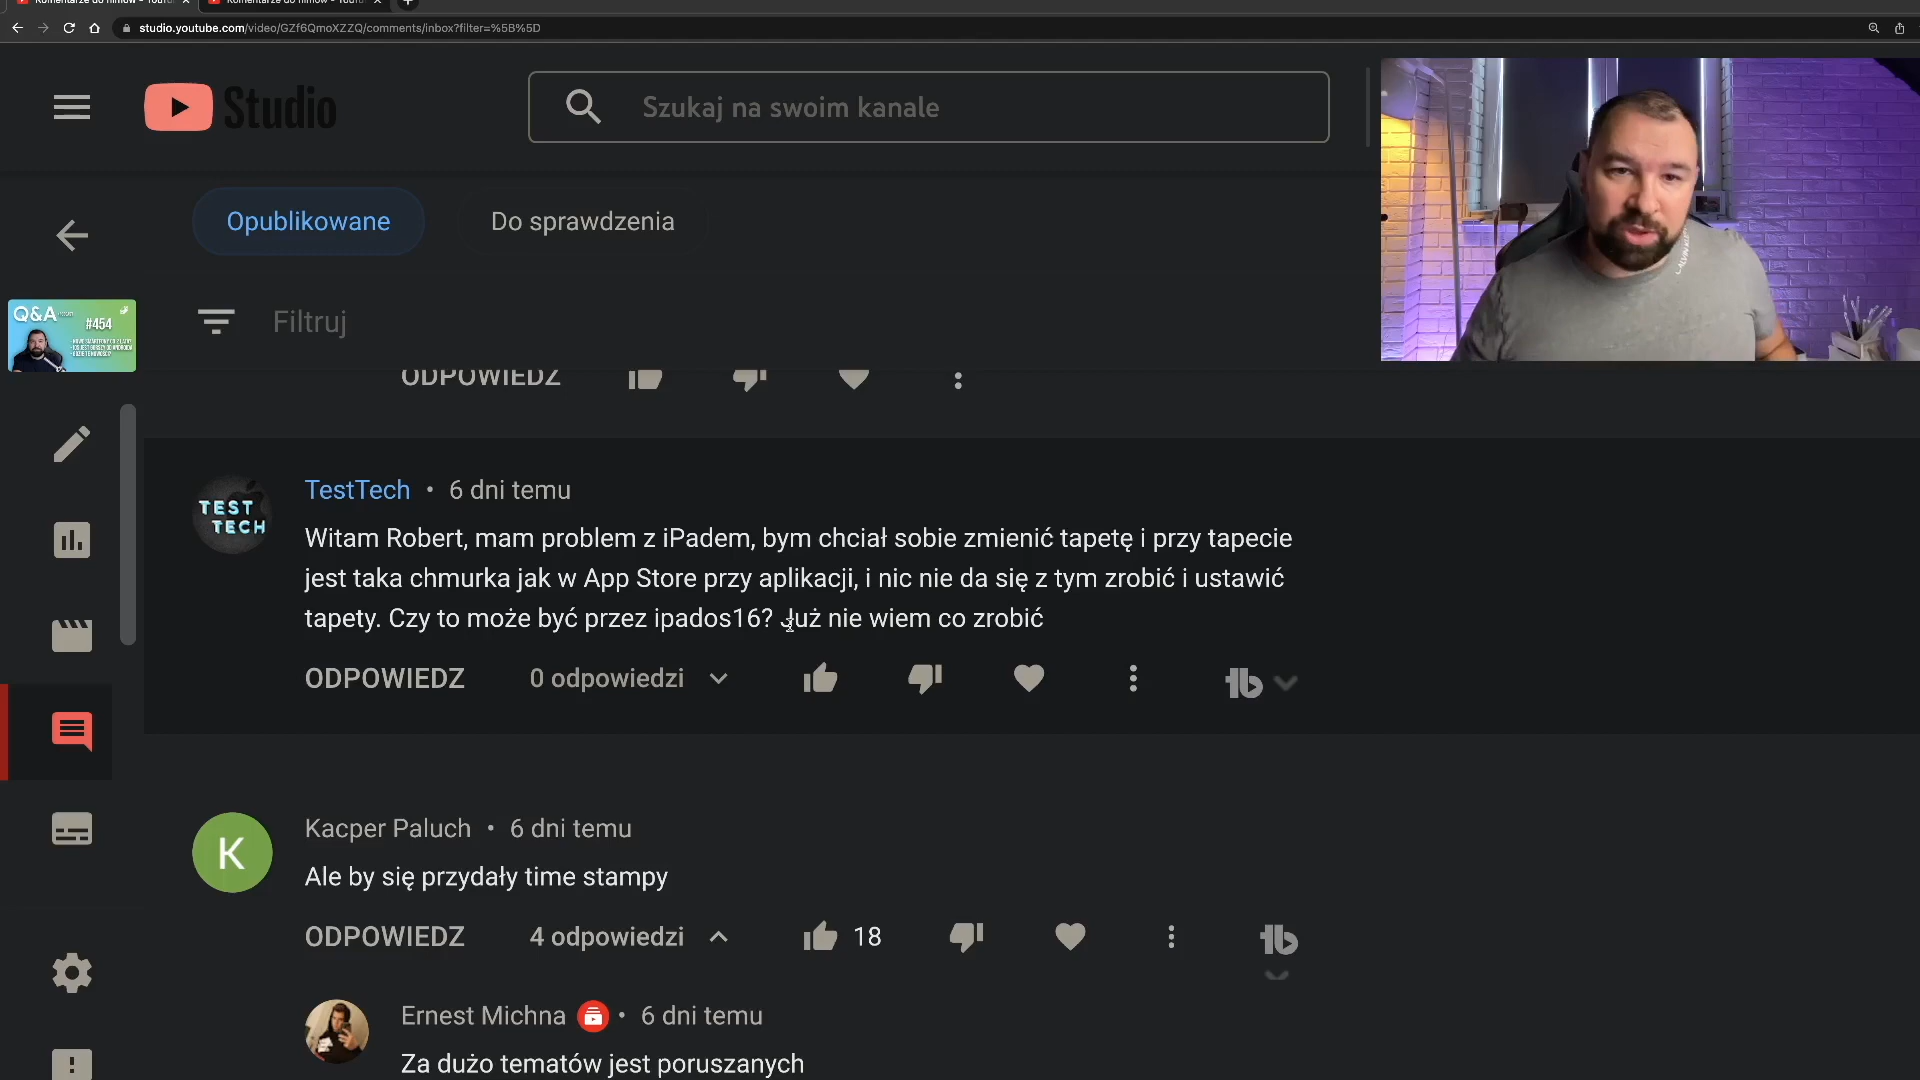 studio.youtube.com/video/GZf6QmoXZZQ/comments/inbox?filter=%5B%5D
Studio
Szukaj na swoim kanale
Opublikowane
Do sprawdzenia
Q&A
#454
Filtruj
ODPOWIEDZ
TEST TECH
TestTech • 6 dni temu
Witam Robert, mam problem z iPadem, bym chciał sobie zmienić tapetę i przy tapecie
jest taka chmurka jak w App Store przy aplikacji, i nic nie da się z tym zrobić i ustawić
tapety. Czy to może być przez ipados16? Już nie wiem co zrobić
ODPOWIEDZ 0 odpowiedzi
K
Kacper Paluch • 6 dni temu
Ale by się przydały time stampy
ODPOWIEDZ 4 odpowiedzi 18
Ernest Michna • 6 dni temu
Za dużo tematów jest poruszanych